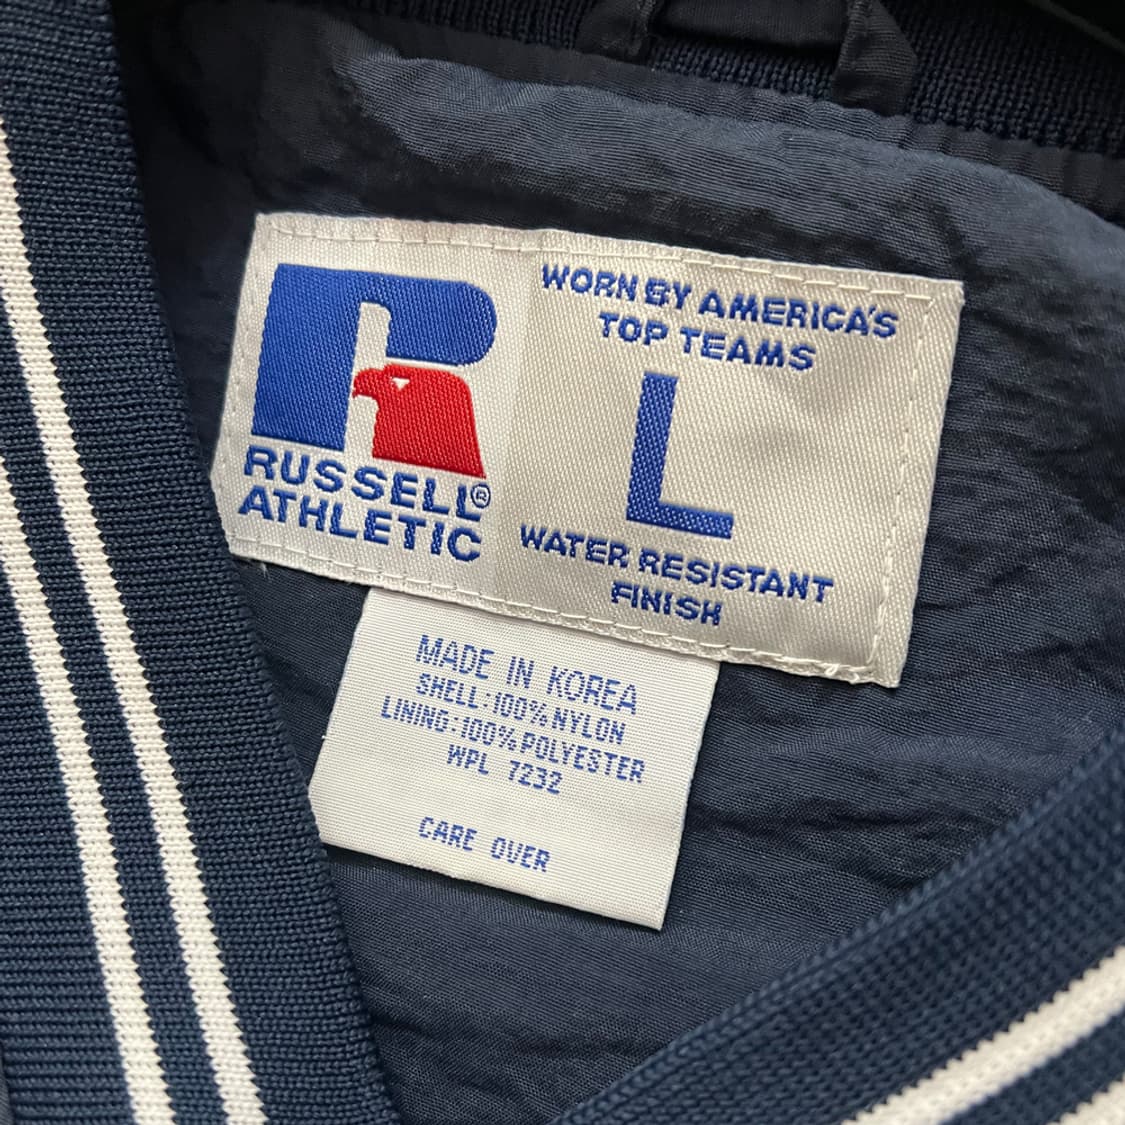 RUSSELL®
ATHLETIC
WORN BY AMERICA'S
TOP TEAMS
L
WATER RESISTANT
FINISH
MADE IN KOREA
SHELL:100%NYLON
LINING:100%POLYESTER
WPL 7232
CARE OVER